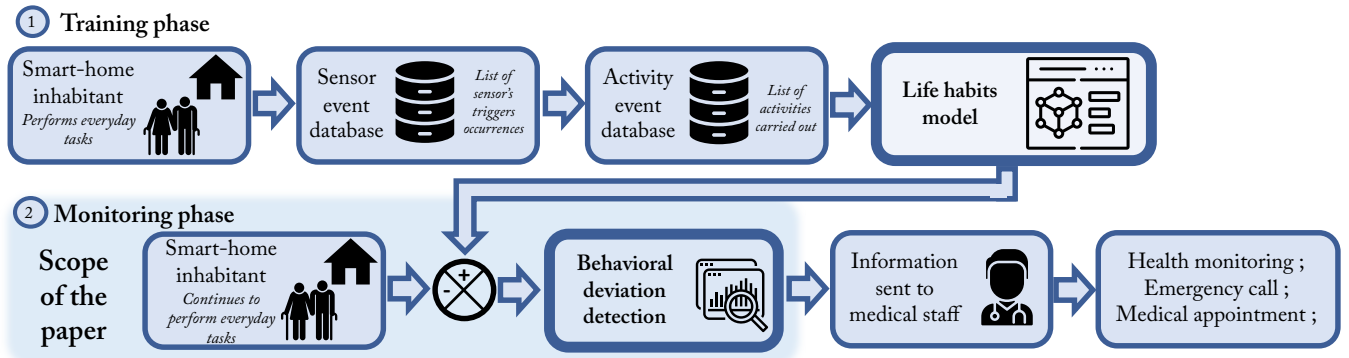 1 Training phase
Smart-home
inhabitant
Performs everyday
tasks
Sensor
event
database
List of
sensor's
triggers
occurrences
Activity
event
database
List of
activities
carried out
Life habits
model
2 Monitoring phase
Scope
of the
paper
Smart-home
inhabitant
Continues to
perform everyday
tasks
+
-
Behavioral
deviation
detection
Information
sent to
medical staff
Health monitoring ;
Emergency call ;
Medical appointment ;